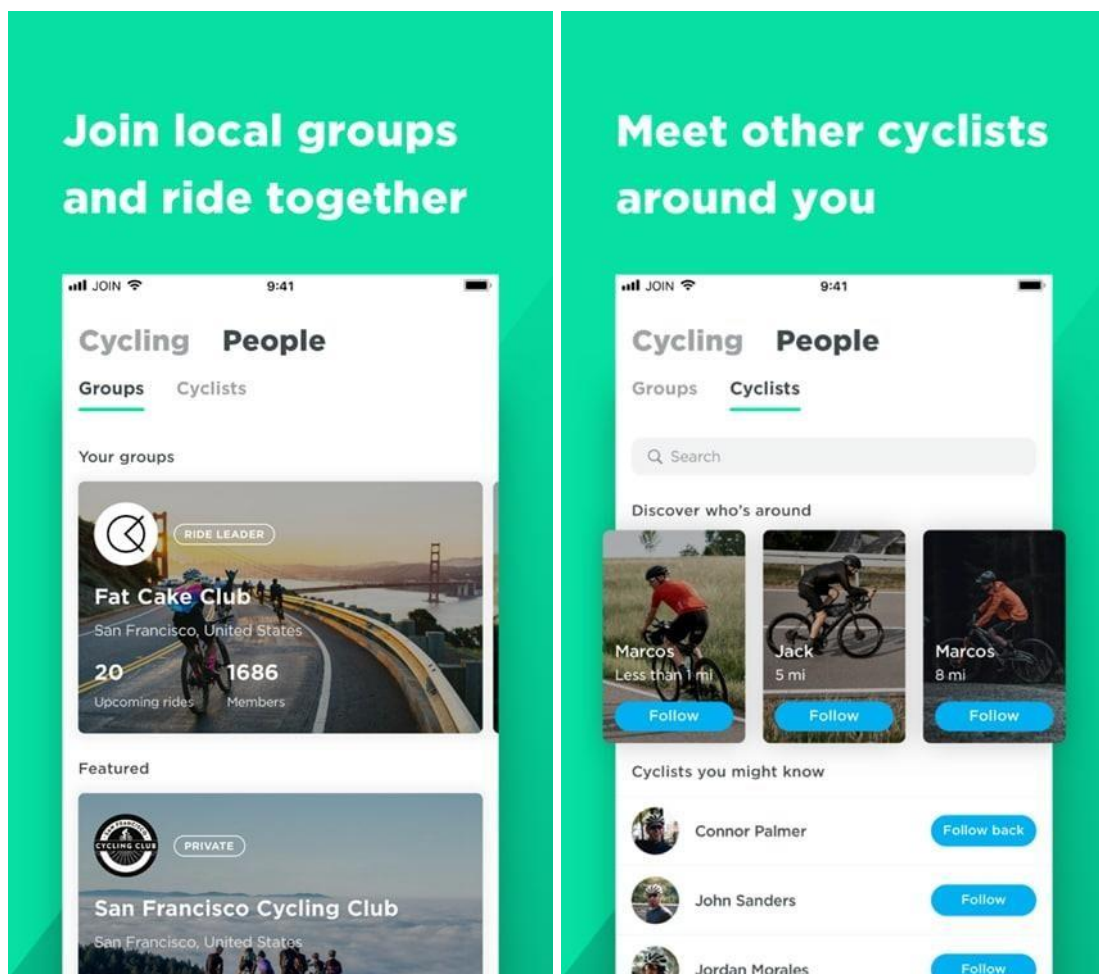 Join local groups
and ride together
JOIN
9:41
Cycling People
Groups Cyclists
Your groups
RIDE LEADER
Fat Cake Club
San Francisco, United States
20 1686
Upcoming rides Members
Featured
SAN FRANCISCO
CYCLING CLUB
PRIVATE
San Francisco Cycling Club
San Francisco, United States
Meet other cyclists
around you
JOIN
9:41
Cycling People
Groups Cyclists
Search
Discover who's around
Marcos
Less than 1 mi
Follow
Jack
5 mi
Follow
Marcos
8 mi
Follow
Cyclists you might know
Connor Palmer Follow back
John Sanders Follow
Jordan Morales Follow